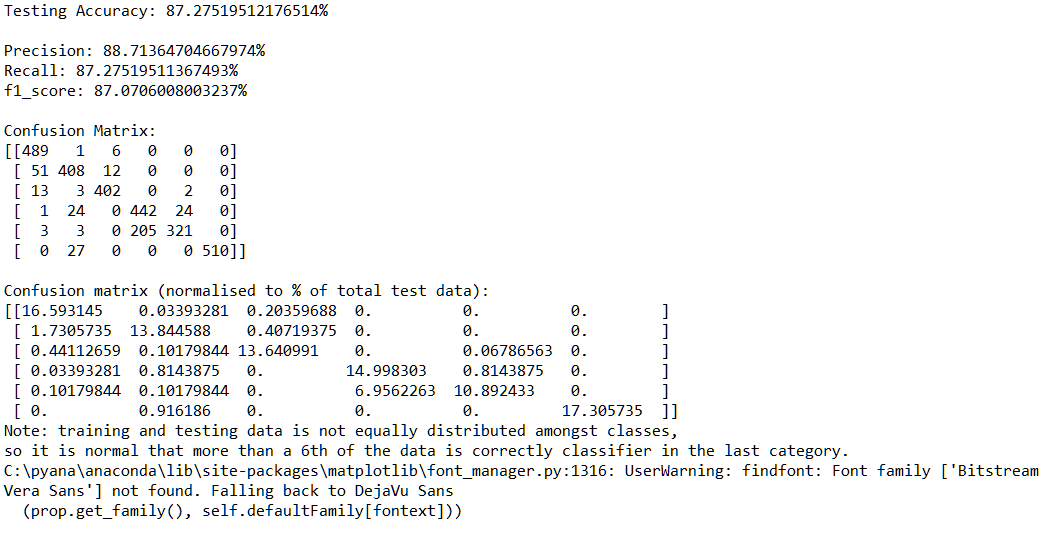 Testing Accuracy: 87.27519512176514%
Precision: 88.71364704667974%
Recall: 87.27519511367493%
f1_score: 87.0706008003237%
Confusion Matrix:
[[489   1   6   0   0   0]
 [ 51 408  12   0   0   0]
 [ 13   3 402   0   2   0]
 [  1  24   0 442  24   0]
 [  3   3   0 205 321   0]
 [  0  27   0   0   0 510]]
Confusion matrix (normalised to % of total test data):
[[16.593145    0.03393281  0.20359688  0.          0.          0.        ]
 [ 1.7305735  13.844588    0.40719375  0.          0.          0.        ]
 [ 0.44112659  0.10179844 13.640991    0.          0.06786563  0.        ]
 [ 0.03393281  0.8143875   0.         14.998303    0.8143875   0.        ]
 [ 0.10179844  0.10179844  0.          6.9562263  10.892433    0.        ]
 [ 0.          0.916186    0.          0.          0.         17.305735  ]]
Note: training and testing data is not equally distributed amongst classes,
so it is normal that more than a 6th of the data is correctly classifier in the last category.
C:\pyana\anaconda\lib\site-packages\matplotlib\font_manager.py:1316: UserWarning: findfont: Font family ['Bitstream
Vera Sans'] not found. Falling back to DejaVu Sans
  (prop.get_family(), self.defaultFamily[fontext]))